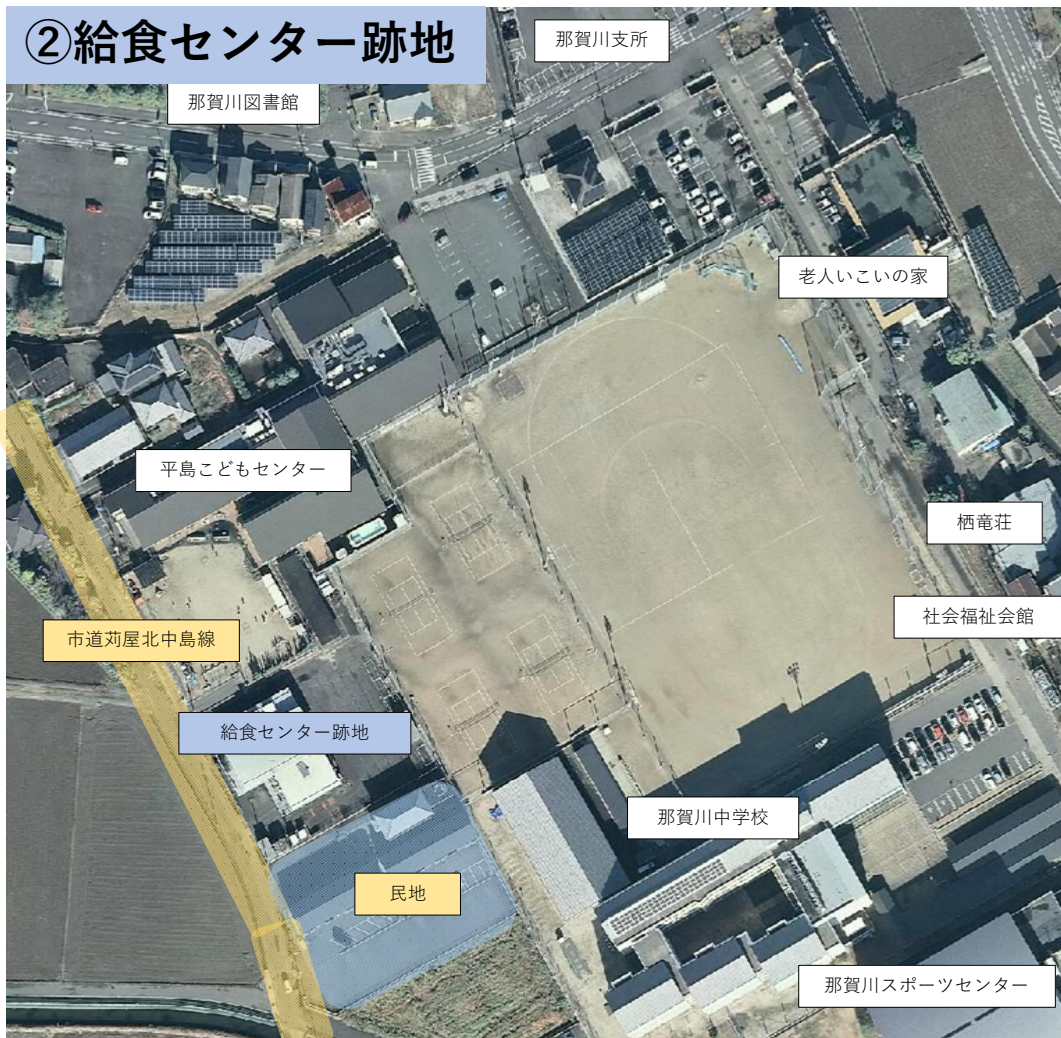 ②給食センター跡地
那賀川支所
那賀川図書館
老人いこいの家
平島こどもセンター
栖竜荘
社会福祉会館
市道苅屋北中島線
給食センター跡地
那賀川中学校
民地
那賀川スポーツセンター